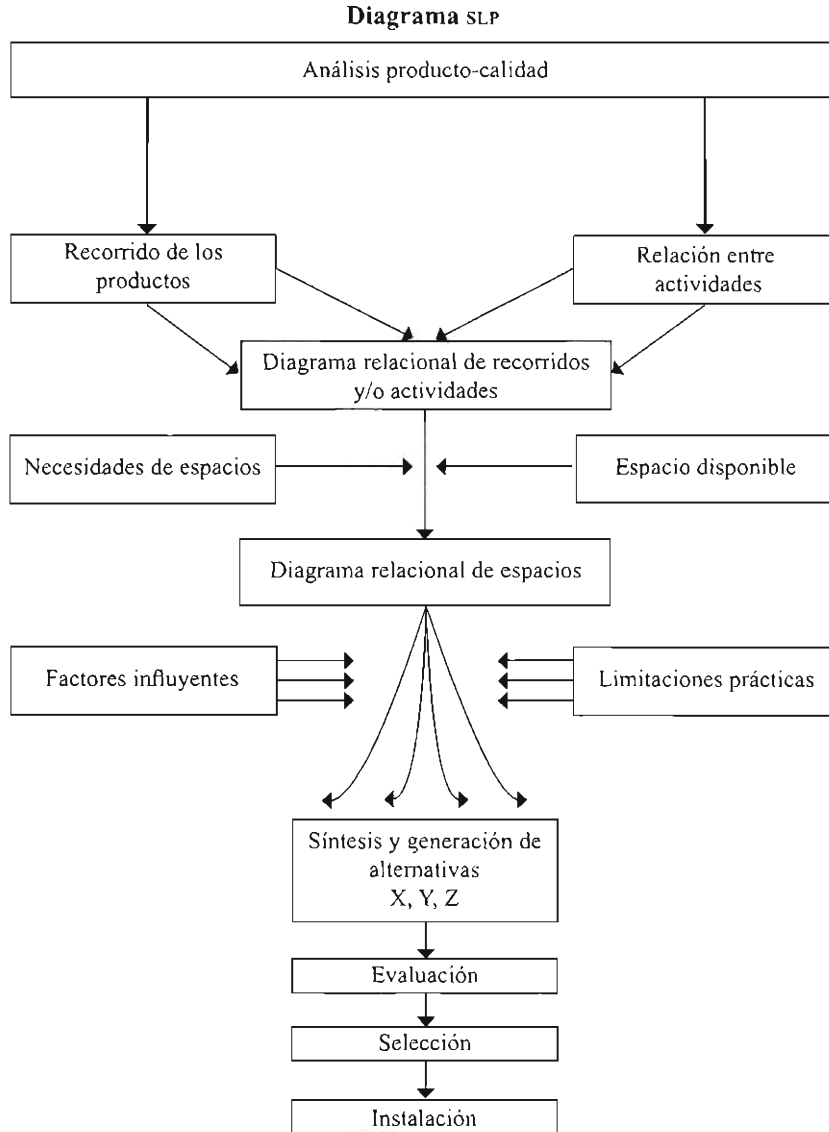 Diagrama SLP
Análisis producto-calidad
Recorrido de los
productos
Relación entre
actividades
Diagrama relacional de recorridos
y/o actividades
Necesidades de espacios
Espacio disponible
Diagrama relacional de espacios
Factores influyentes
Limitaciones prácticas
Síntesis y generación de
alternativas
X, Y, Z
Evaluación
Selección
Instalación